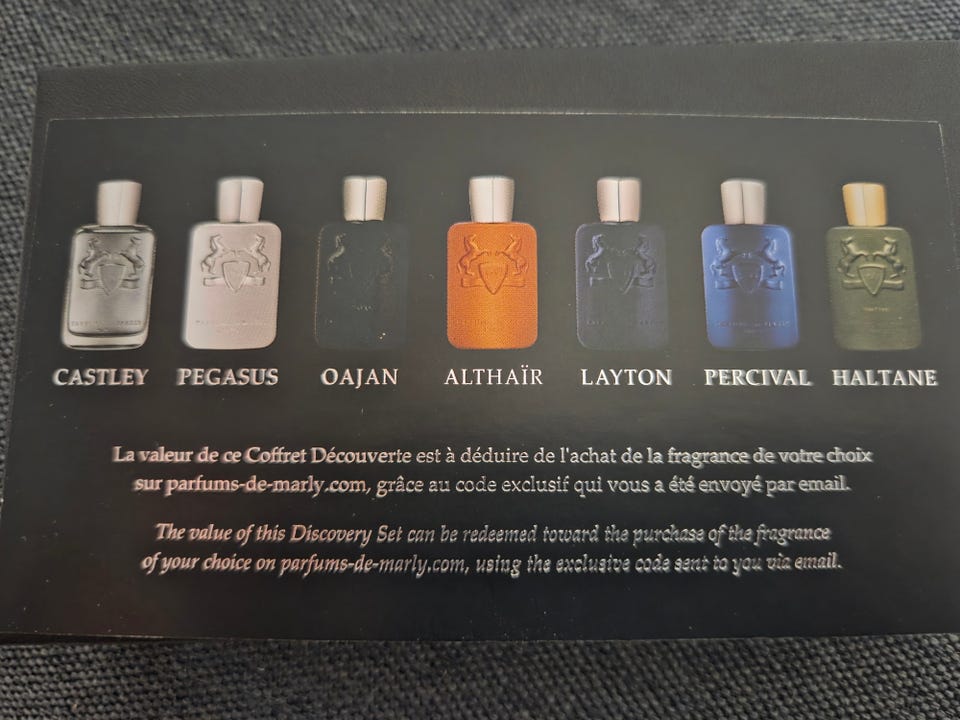 CASTLEY PEGASUS OAJAN ALTHAÏR LAYTON PERCIVAL HALTANE
La valeur de ce Coffret Découverte est à déduire de l'achat de la fragrance de votre choix
sur parfums-de-marly.com, grâce au code exclusif qui vous a été envoyé par email.
The value of this Discovery Set can be redeemed toward the purchase of the fragrance
of your choice on parfums-de-marly.com, using the exclusive code sent to you via email.